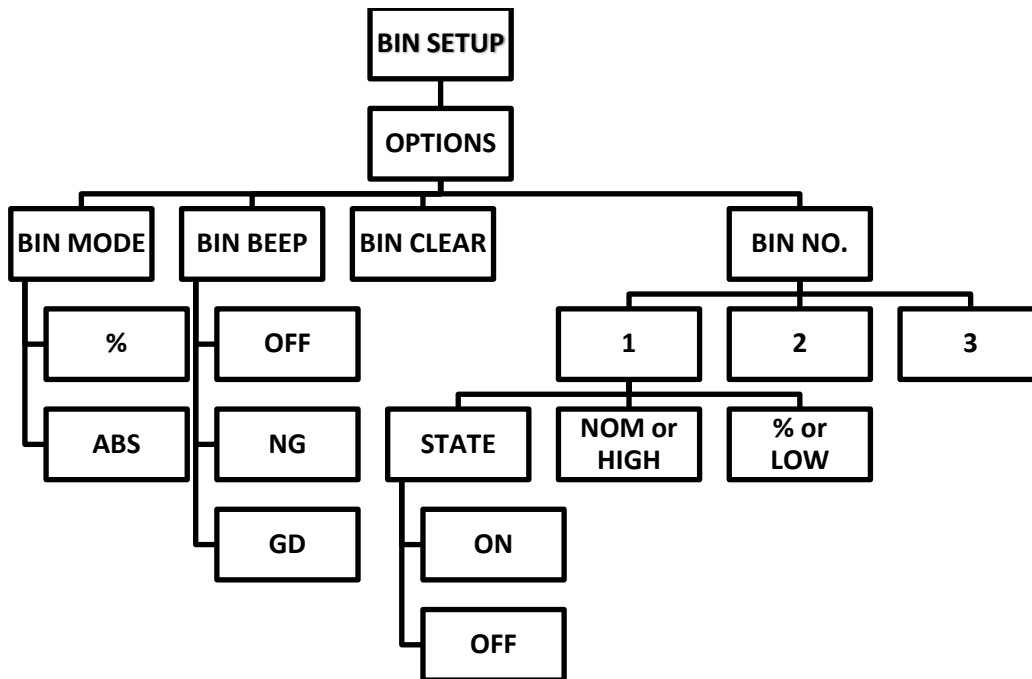 BIN SETUP
OPTIONS
BIN MODE
BIN BEEP
BIN CLEAR
BIN NO.
%
OFF
1
2
3
ABS
NG
STATE
NOM or
HIGH
% or
LOW
GD
ON
OFF